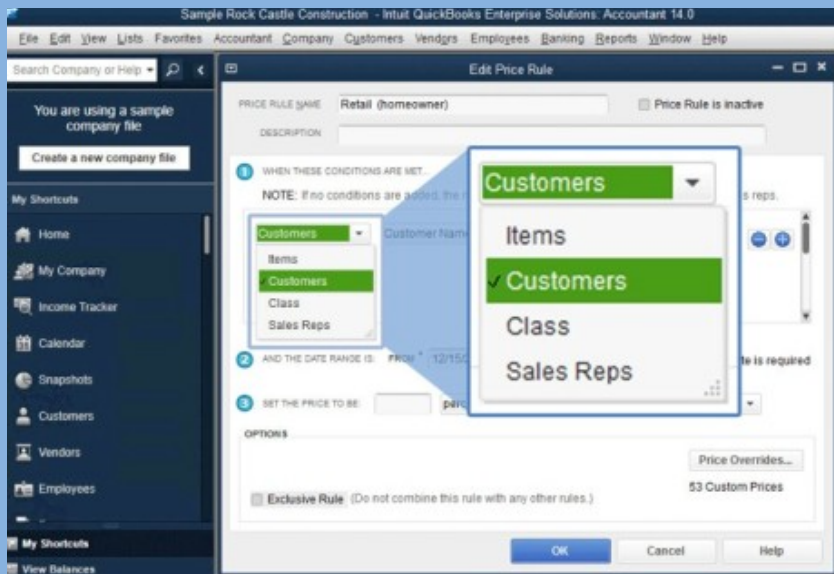 Sample Rock Castle Construction - Intuit QuickBooks Enterprise Solutions: Accountant 14.0
File Edit View Lists Favorites Accountant Company Customers Vendors Employees Banking Reports Window Help
Search Company or Help
You are using a sample
company file
Create a new company file
My Shortcuts
Home
My Company
Income Tracker
Calendar
Snapshots
Customers
Vendors
Employees
My Shortcuts
View Balances
Edit Price Rule
PRICE RULE NAME Retail (homeowner) Price Rule is inactive
DESCRIPTION
1 WHEN THESE CONDITIONS ARE MET...
NOTE: If no conditions are added, the s reps.
Customers Customer Nam
Items
Customers
Class
Sales Reps
Customers
Items
Customers
Class
Sales Reps
2 AND THE DATE RANGE IS: FROM * 12/15/ te is required
3 SET THE PRICE TO BE: perc
OPTIONS
Price Overrides...
53 Custom Prices
Exclusive Rule (Do not combine this rule with any other rules.)
OK Cancel Help